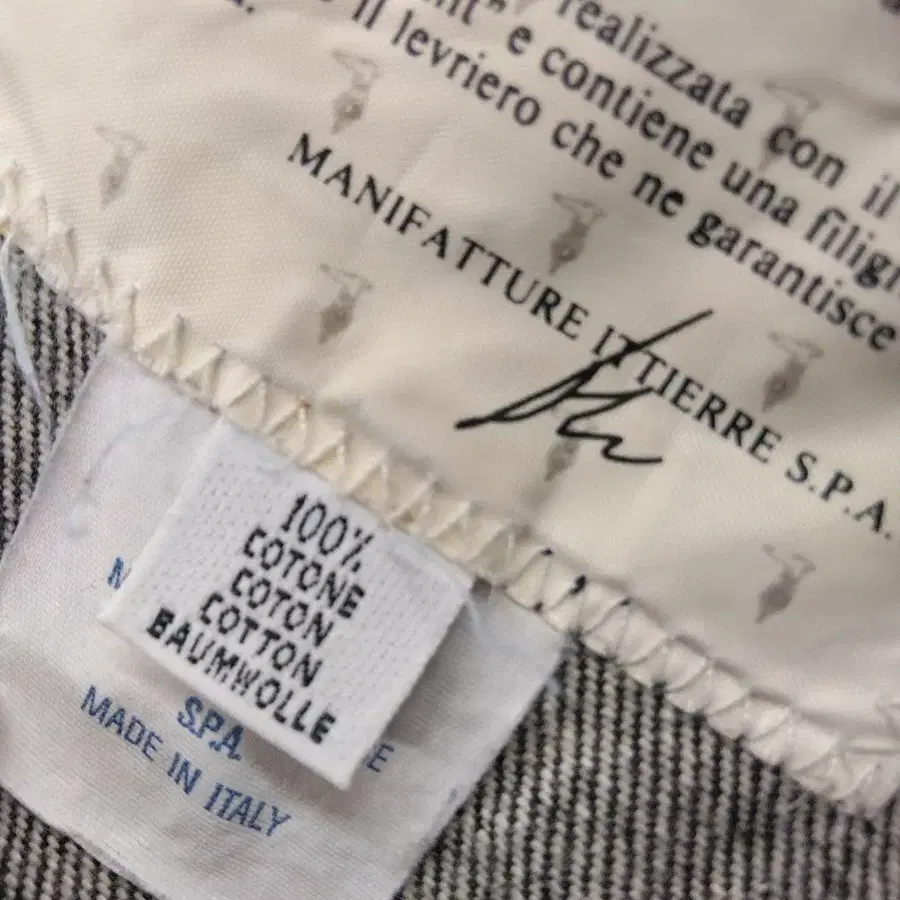 realizzata con il
e contiene una
il levriero che ne garantisce
MANIFATTURE ITTIERRE S.P.A.
100%
COTONE
COTON
COTTON
BAUMWOLLE
S.P.A.
MADE IN ITALY